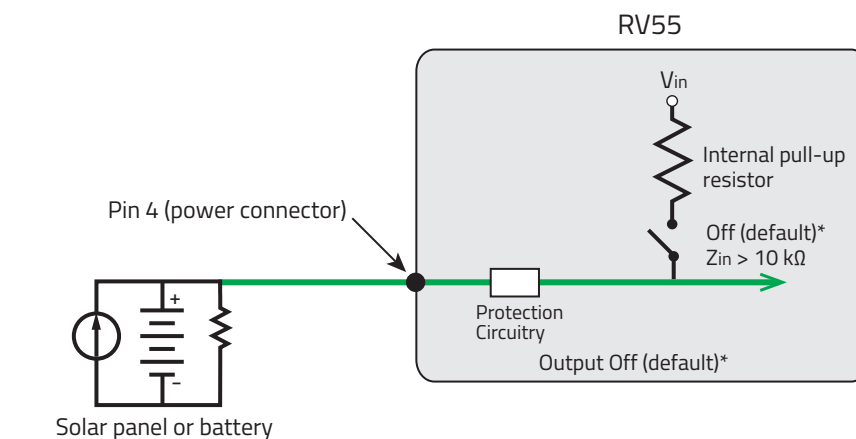 RV55
Vin
Internal pull-up
resistor
Pin 4 (power connector)
Off (default)*
Zin > 10 kΩ
+
Protection
Circuitry
–
Output Off (default)*
Solar panel or battery